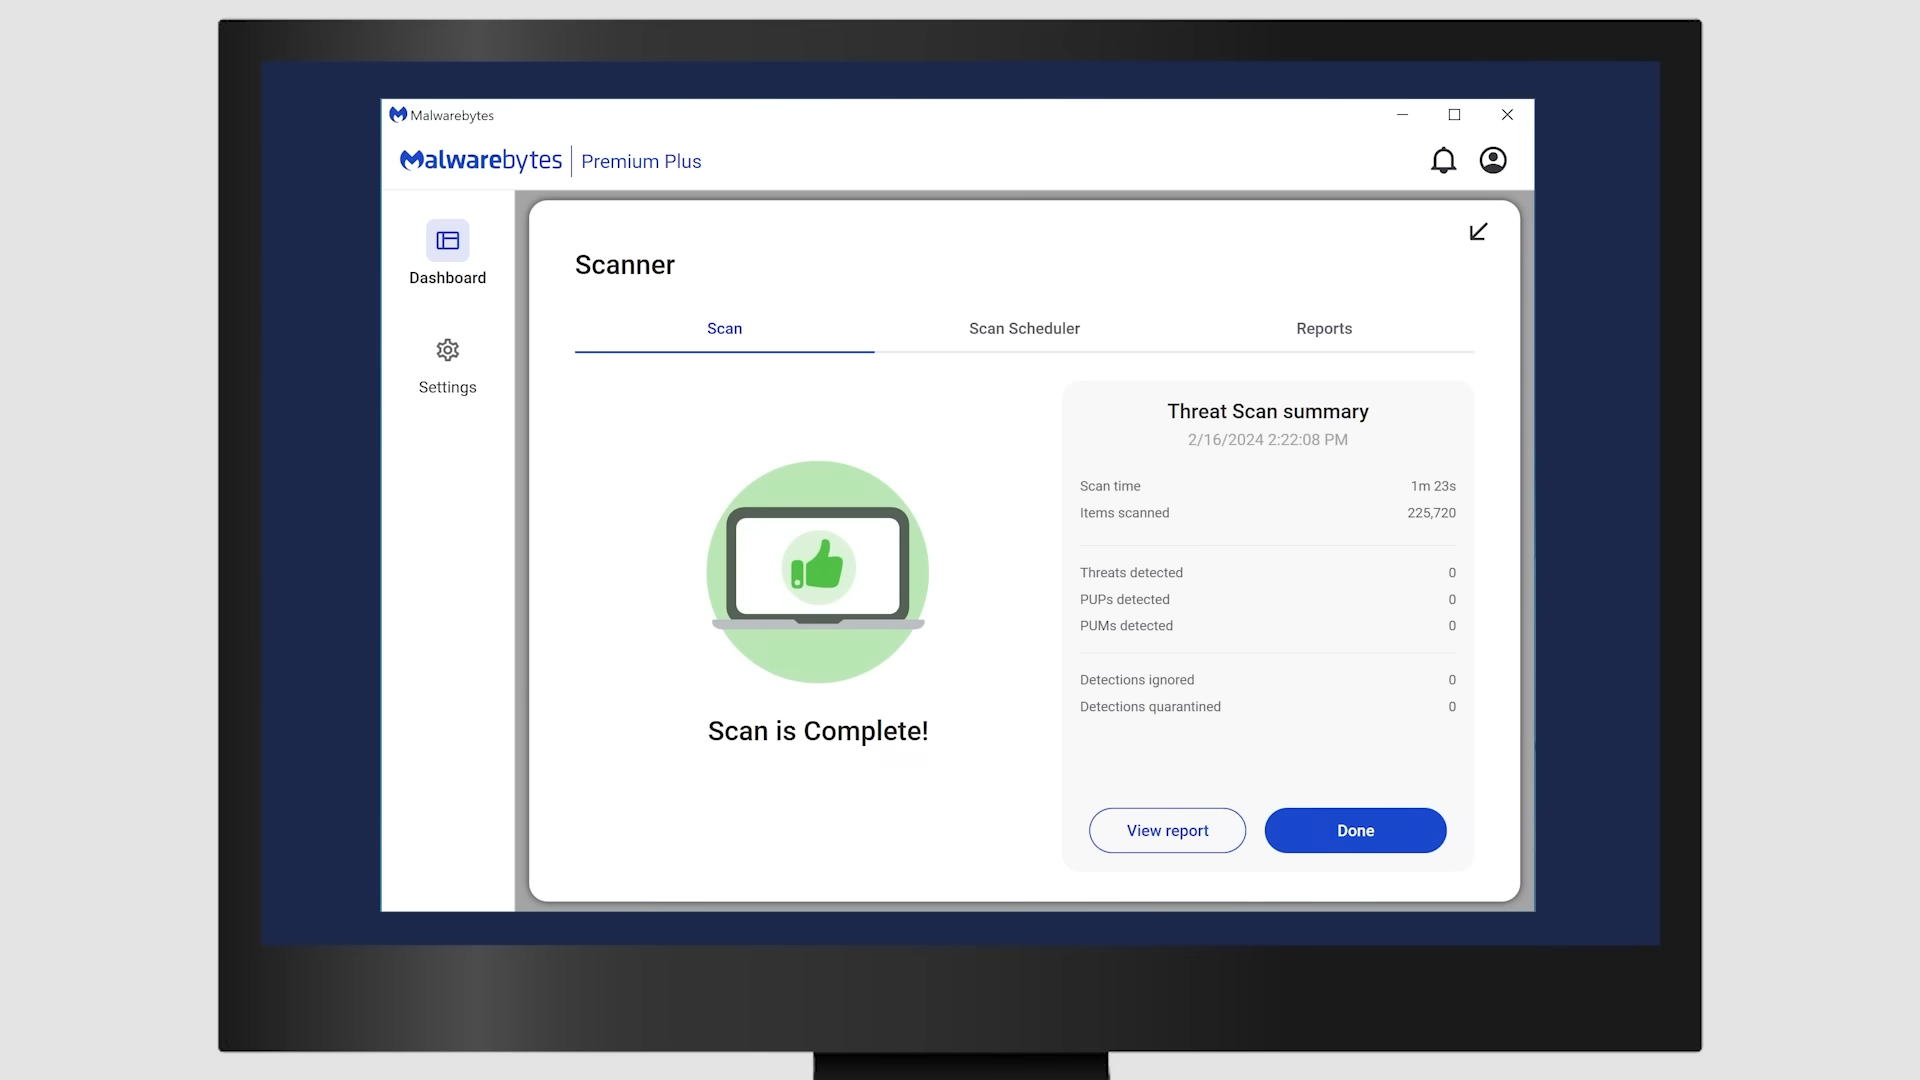 Malwarebytes
Malwarebytes | Premium Plus
Dashboard
Settings
Scanner
Scan
Scan Scheduler
Reports
Scan is Complete!
Threat Scan summary
2/16/2024 2:22:08 PM
Scan time 1m 23s
Items scanned 225,720
Threats detected 0
PUPs detected 0
PUMs detected 0
Detections ignored 0
Detections quarantined 0
View report
Done